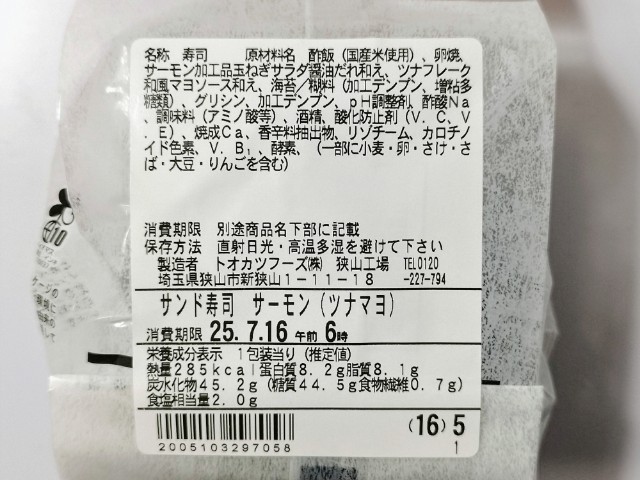 名称 寿司 原材料名 酢飯(国産米使用)、卵焼、
サーモン加工品玉ねぎサラダ醤油だれ和え、ツナフレーク
和風マヨソース和え、海苔/糊料(加工デンプン、増粘多
糖類)、グリシン、加工デンプン、pH調整剤、酢酸Na
、調味料(アミノ酸等)、酒精、酸化防止剤(V.C、V
.E)、焼成Ca、香辛料抽出物、リゾチーム、カロチノ
イド色素、V.B₁、酵素、(一部に小麦・卵・さけ・さ
ば・大豆・りんごを含む)
消費期限 別途商品名下部に記載
保存方法 直射日光・高温多湿を避けて下さい
製造者 トオカツフーズ㈱ 狭山工場 TEL0120
埼玉県狭山市新狭山1-11-18 -227-794
サンド寿司 サーモン(ツナマヨ)
消費期限 25.7.16 午前 6時
栄養成分表示 1包装当り(推定値)
熱量285kcal蛋白質8.2g脂質8.1g
炭水化物45.2g(糖質44.5g食物繊維0.7g)
食塩相当量2.0g
(16)5
1
2005103297058